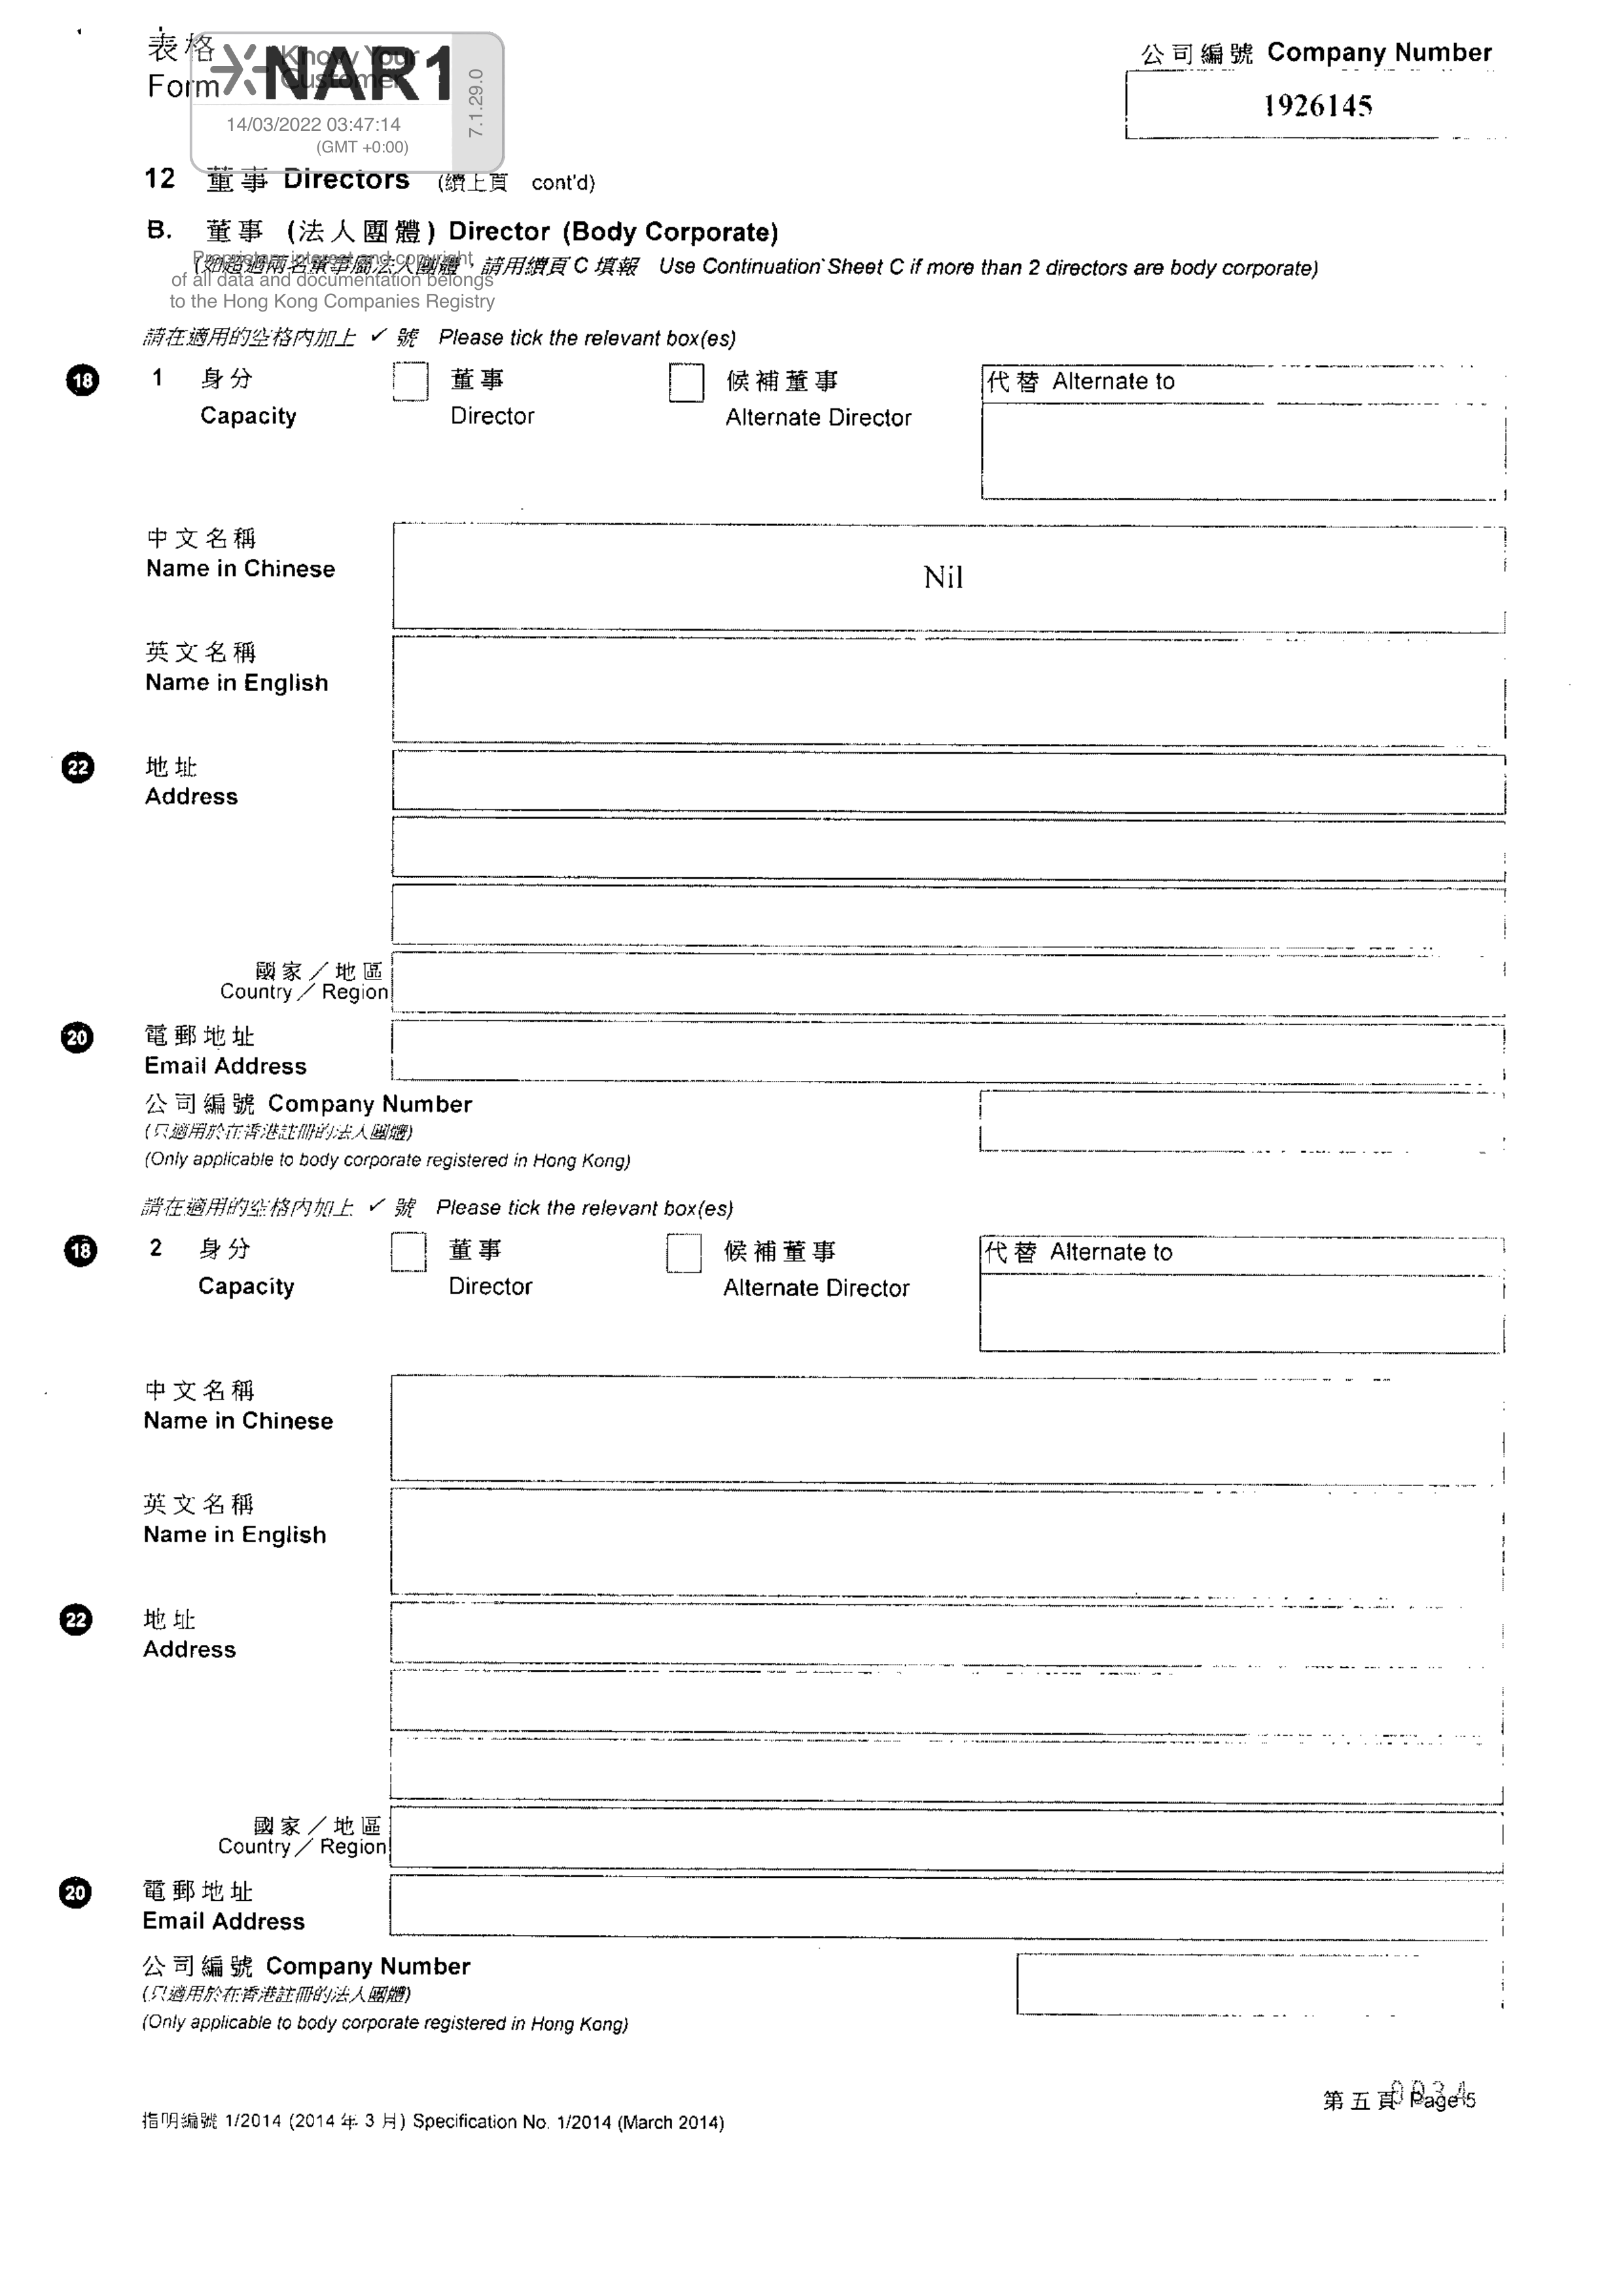 表格
Form NAR1
Know Your
Customer
14/03/2022 03:47:14
(GMT +0:00)
7.1.29.0
公司編號 Company Number
1926145
12 董事 Directors (續上頁 cont'd)
B. 董事 (法人團體) Director (Body Corporate)
(如超過兩名董事屬法人團體，請用續頁 C 填報 Use Continuation Sheet C if more than 2 directors are body corporate)
Proprietary interest and copyright
of all data and documentation belongs
to the Hong Kong Companies Registry
請在適用的空格內加上 ✓ 號 Please tick the relevant box(es)
18 1 身分 董事 候補董事 代替 Alternate to
Capacity Director Alternate Director
中文名稱
Name in Chinese
Nil
英文名稱
Name in English
22 地址
Address
國家／地區
Country／Region
20 電郵地址
Email Address
公司編號 Company Number
(只適用於在香港註冊的法人團體)
(Only applicable to body corporate registered in Hong Kong)
請在適用的空格內加上 ✓ 號 Please tick the relevant box(es)
18 2 身分 董事 候補董事 代替 Alternate to
Capacity Director Alternate Director
中文名稱
Name in Chinese
英文名稱
Name in English
22 地址
Address
國家／地區
Country／Region
20 電郵地址
Email Address
公司編號 Company Number
(只適用於在香港註冊的法人團體)
(Only applicable to body corporate registered in Hong Kong)
第五頁 Page 5
指明編號 1/2014 (2014 年 3 月) Specification No. 1/2014 (March 2014)